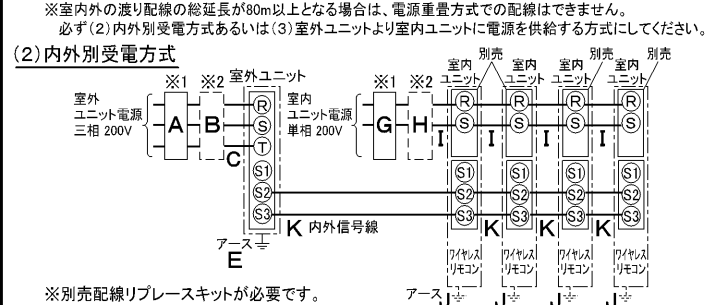 ※室内外の渡り配線の総延長が80m以上となる場合は、電源重畳方式での配線はできません。
必ず(2)内外別受電方式あるいは(3)室外ユニットより室内ユニットに電源を供給する方式にしてください。
(2)内外別受電方式
※1 ※2 室外ユニット ※1 ※2 室内ユニット 別売 室内ユニット 室内ユニット 別売 室内ユニット 別売
室外
ユニット電源
三相 200V
A B C
R
S
T
S1
S2
S3
室内
ユニット電源
単相 200V
G H
R R R R
S S S S
I I I I
S1 S1 S1 S1
S2 S2 S2 S2
S3 S3 S3 S3
K 内外信号線 K K K
アース
E
ワイヤレスリモコン ワイヤレスリモコン ワイヤレスリモコン ワイヤレスリモコン
※別売配線リプレースキットが必要です。
アース J J J J